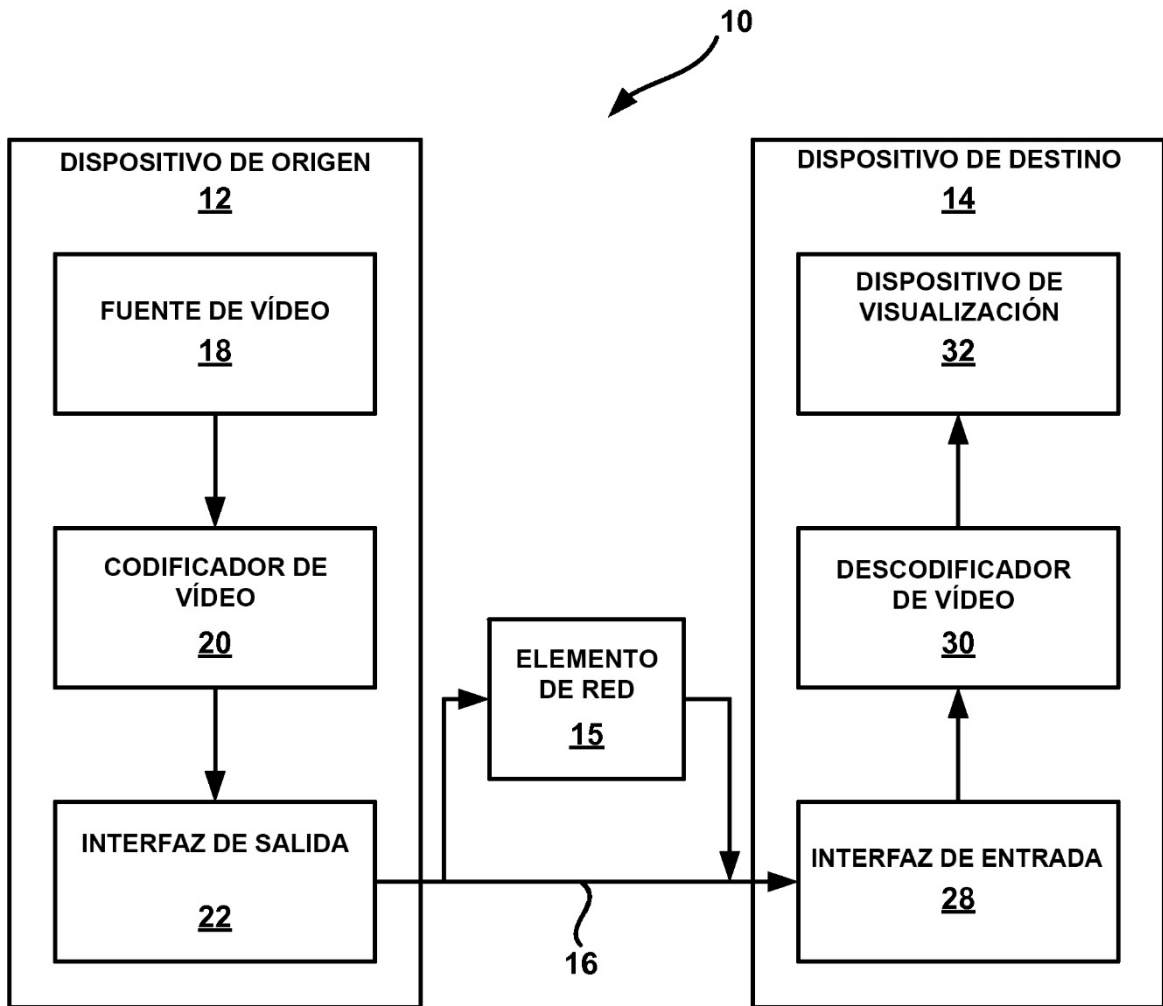 10
DISPOSITIVO DE ORIGEN
12
FUENTE DE VÍDEO
18
CODIFICADOR DE
VÍDEO
20
INTERFAZ DE SALIDA
22
ELEMENTO
DE RED
15
16
DISPOSITIVO DE DESTINO
14
DISPOSITIVO DE
VISUALIZACIÓN
32
DESCODIFICADOR
DE VÍDEO
30
INTERFAZ DE ENTRADA
28